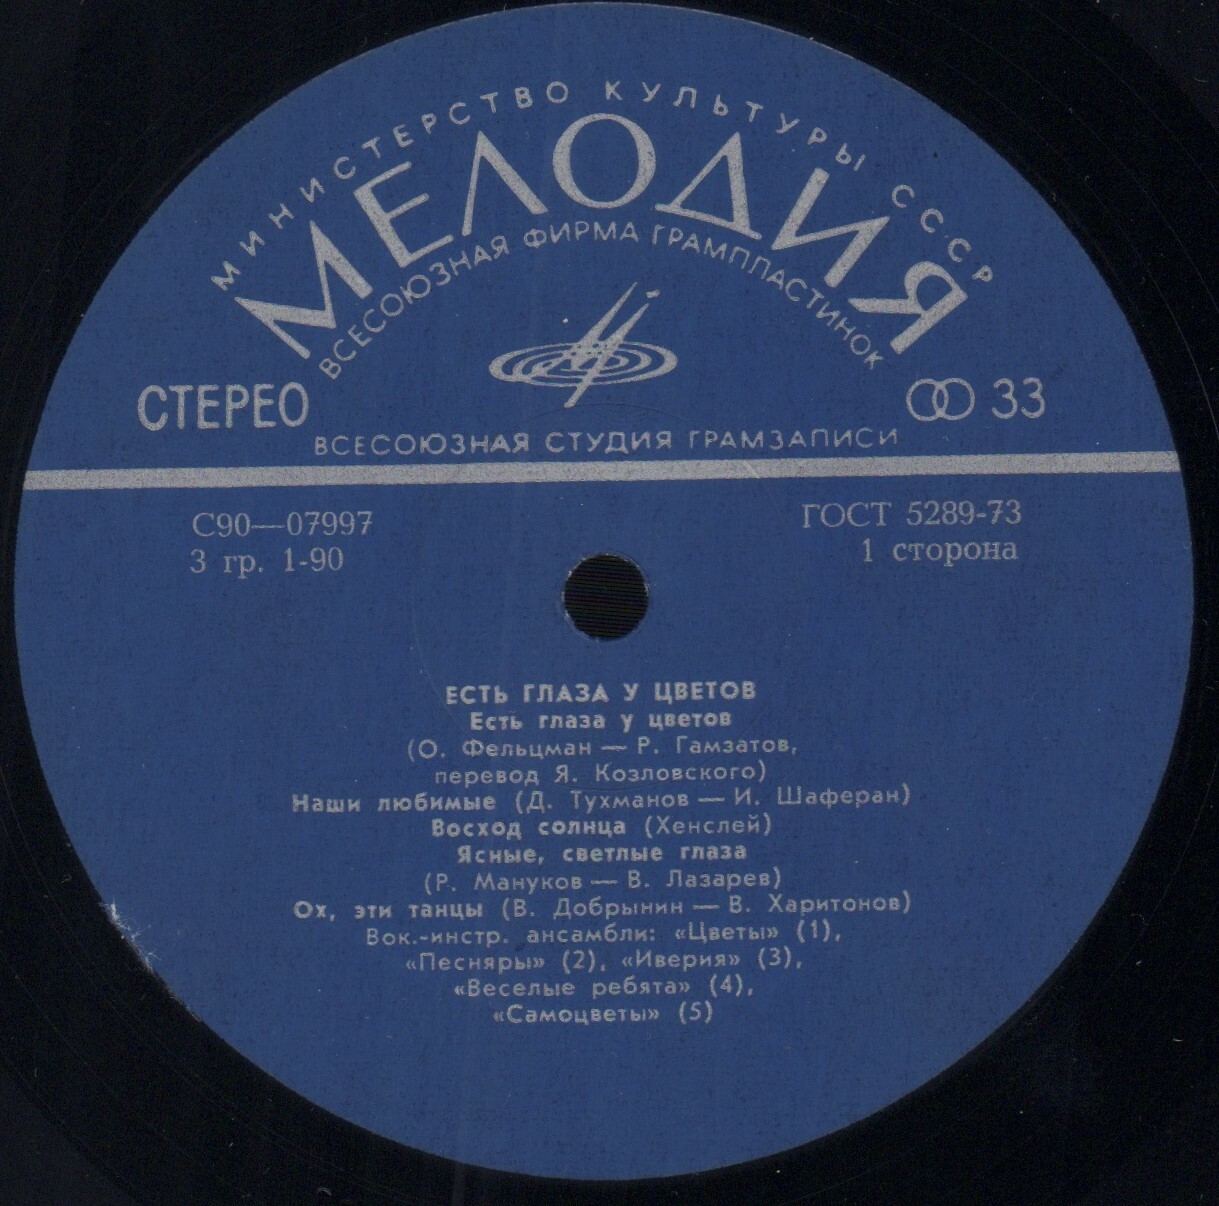 МИНИСТЕРСТВО КУЛЬТУРЫ СССР
МЕЛОДИЯ
ВСЕСОЮЗНАЯ ФИРМА ГРАМПЛАСТИНОК
СТЕРЕО
33
ВСЕСОЮЗНАЯ СТУДИЯ ГРАМЗАПИСИ
С90—07997
ГОСТ 5289-73
3 гр. 1-90
1 сторона
ЕСТЬ ГЛАЗА У ЦВЕТОВ
Есть глаза у цветов
(О. Фельцман — Р. Гамзатов,
перевод Я. Козловского)
Наши любимые (Д. Тухманов — И. Шаферан)
Восход солнца (Хенслей)
Ясные, светлые глаза
(Р. Мануков — В. Лазарев)
Ох, эти танцы (В. Добрынин — В. Харитонов)
Вок.-инстр. ансамбли: «Цветы» (1),
«Песняры» (2), «Иверия» (3),
«Веселые ребята» (4),
«Самоцветы» (5)